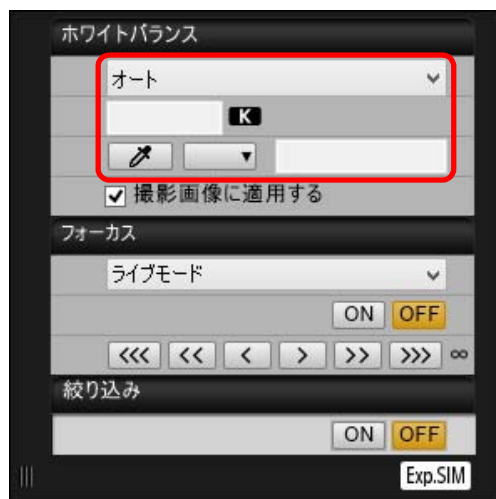 ホワイトバランス
オート
K
撮影画像に適用する
フォーカス
ライブモード
ON OFF
<<< << < > >> >>> ∞
絞り込み
ON OFF
Exp.SIM